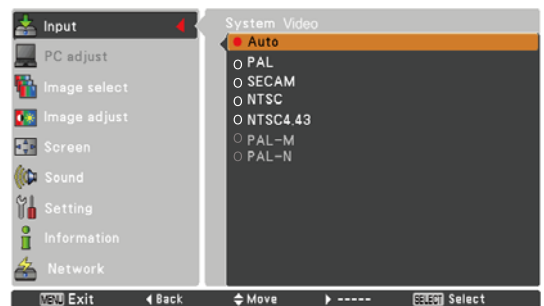 Input
PC adjust
Image select
Image adjust
Screen
Sound
Setting
Information
Network
System Video
Auto
PAL
SECAM
NTSC
NTSC4.43
PAL-M
PAL-N
MENU Exit ◀ Back Move ▶ ----- SELECT Select